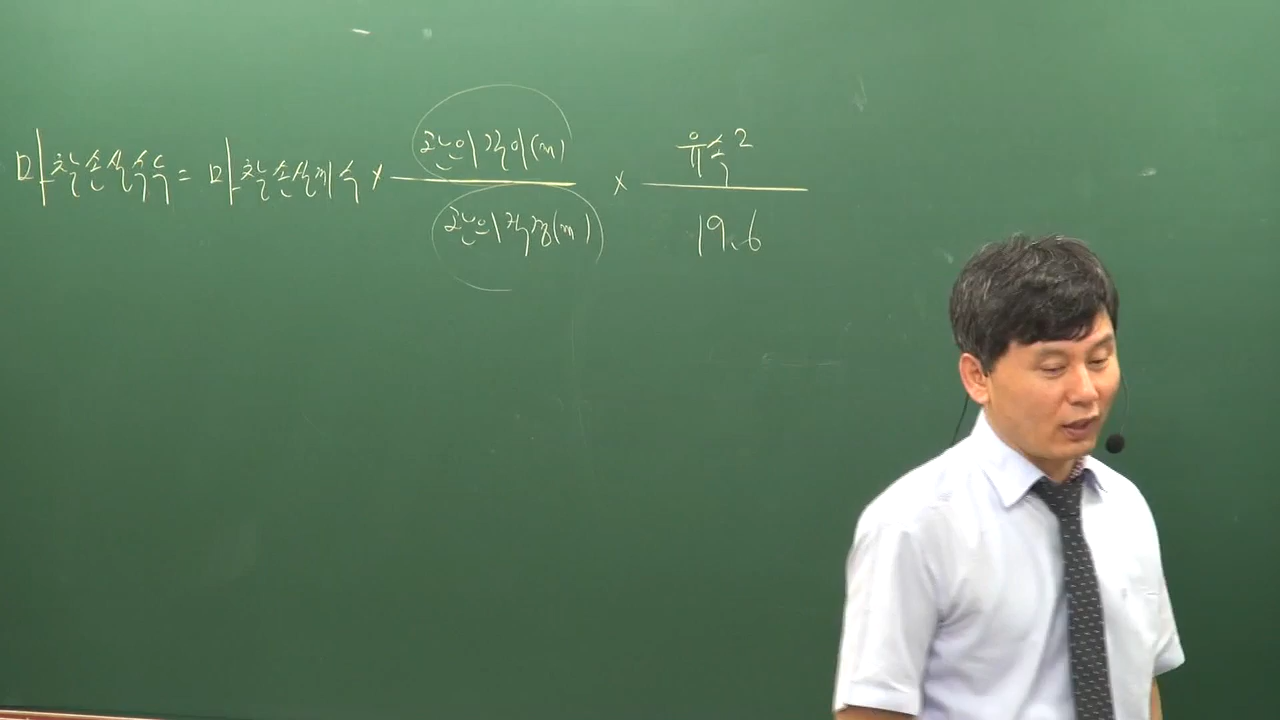 마찰손실수두 = 마찰손실계수 × 관의길이(m) / 관의직경(m) × 유속² / 19.6